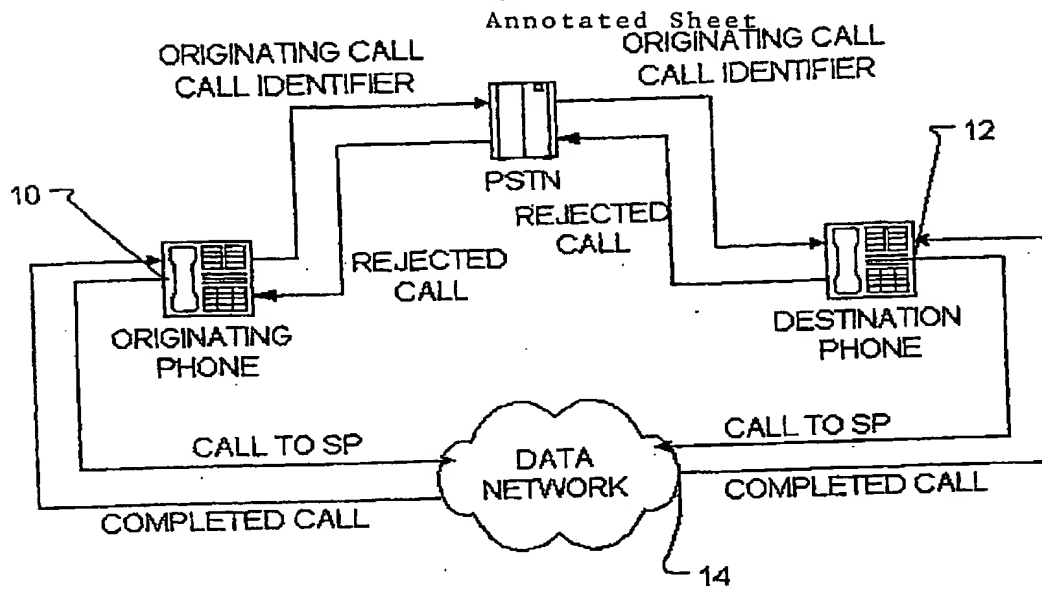 Annotated Sheet
ORIGINATING CALL
CALL IDENTIFIER
ORIGINATING CALL
CALL IDENTIFIER
12
PSTN
10
REJECTED
CALL
REJECTED
CALL
ORIGINATING
PHONE
DESTINATION
PHONE
CALL TO SP
DATA
NETWORK
CALL TO SP
COMPLETED CALL
COMPLETED CALL
14